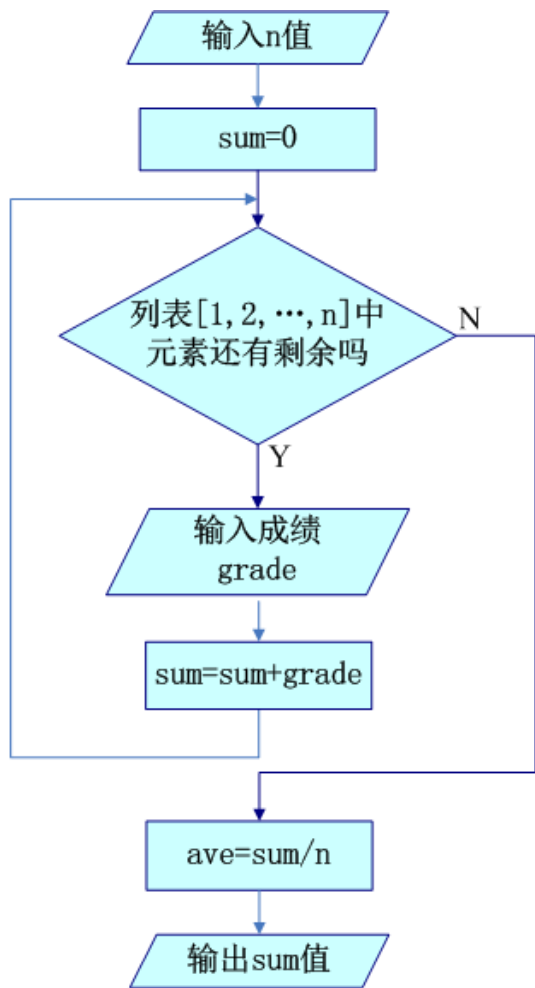 输入n值
sum=0
列表[1,2,…,n]中
元素还有剩余吗
N
Y
输入成绩
grade
sum=sum+grade
ave=sum/n
输出sum值